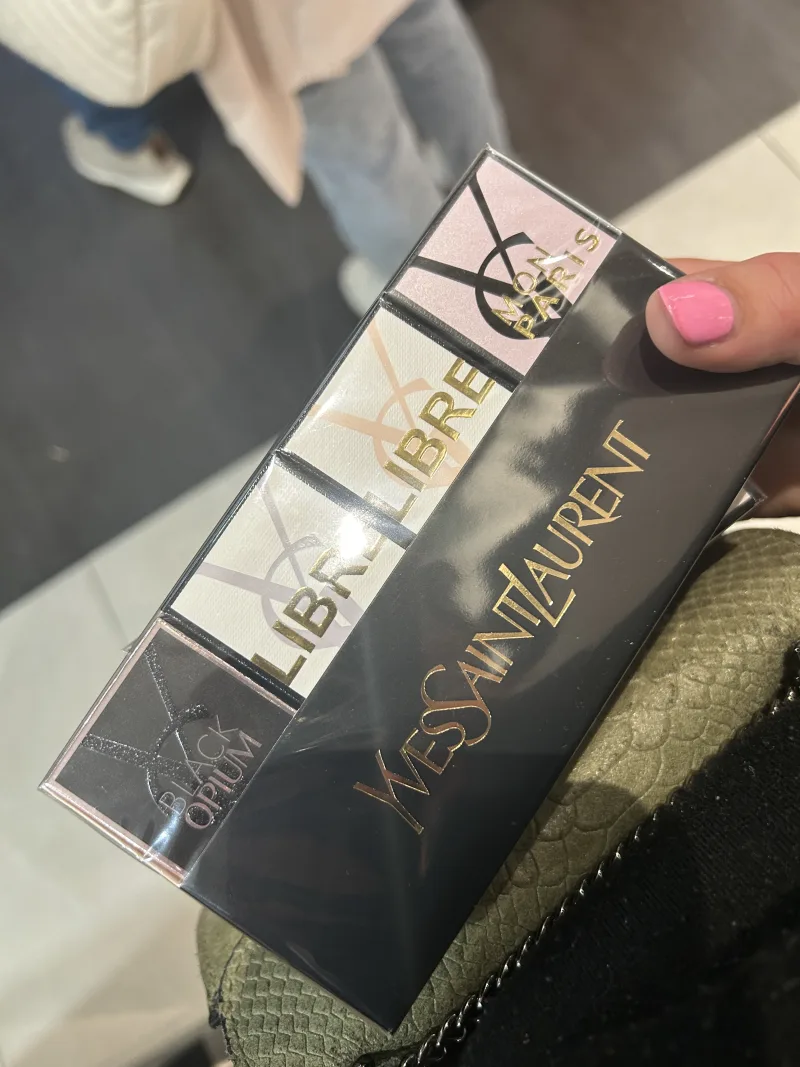 MON
PARIS
LIBRE
LIBRE
BLACK
OPIUM
YVESSAINTLAURENT